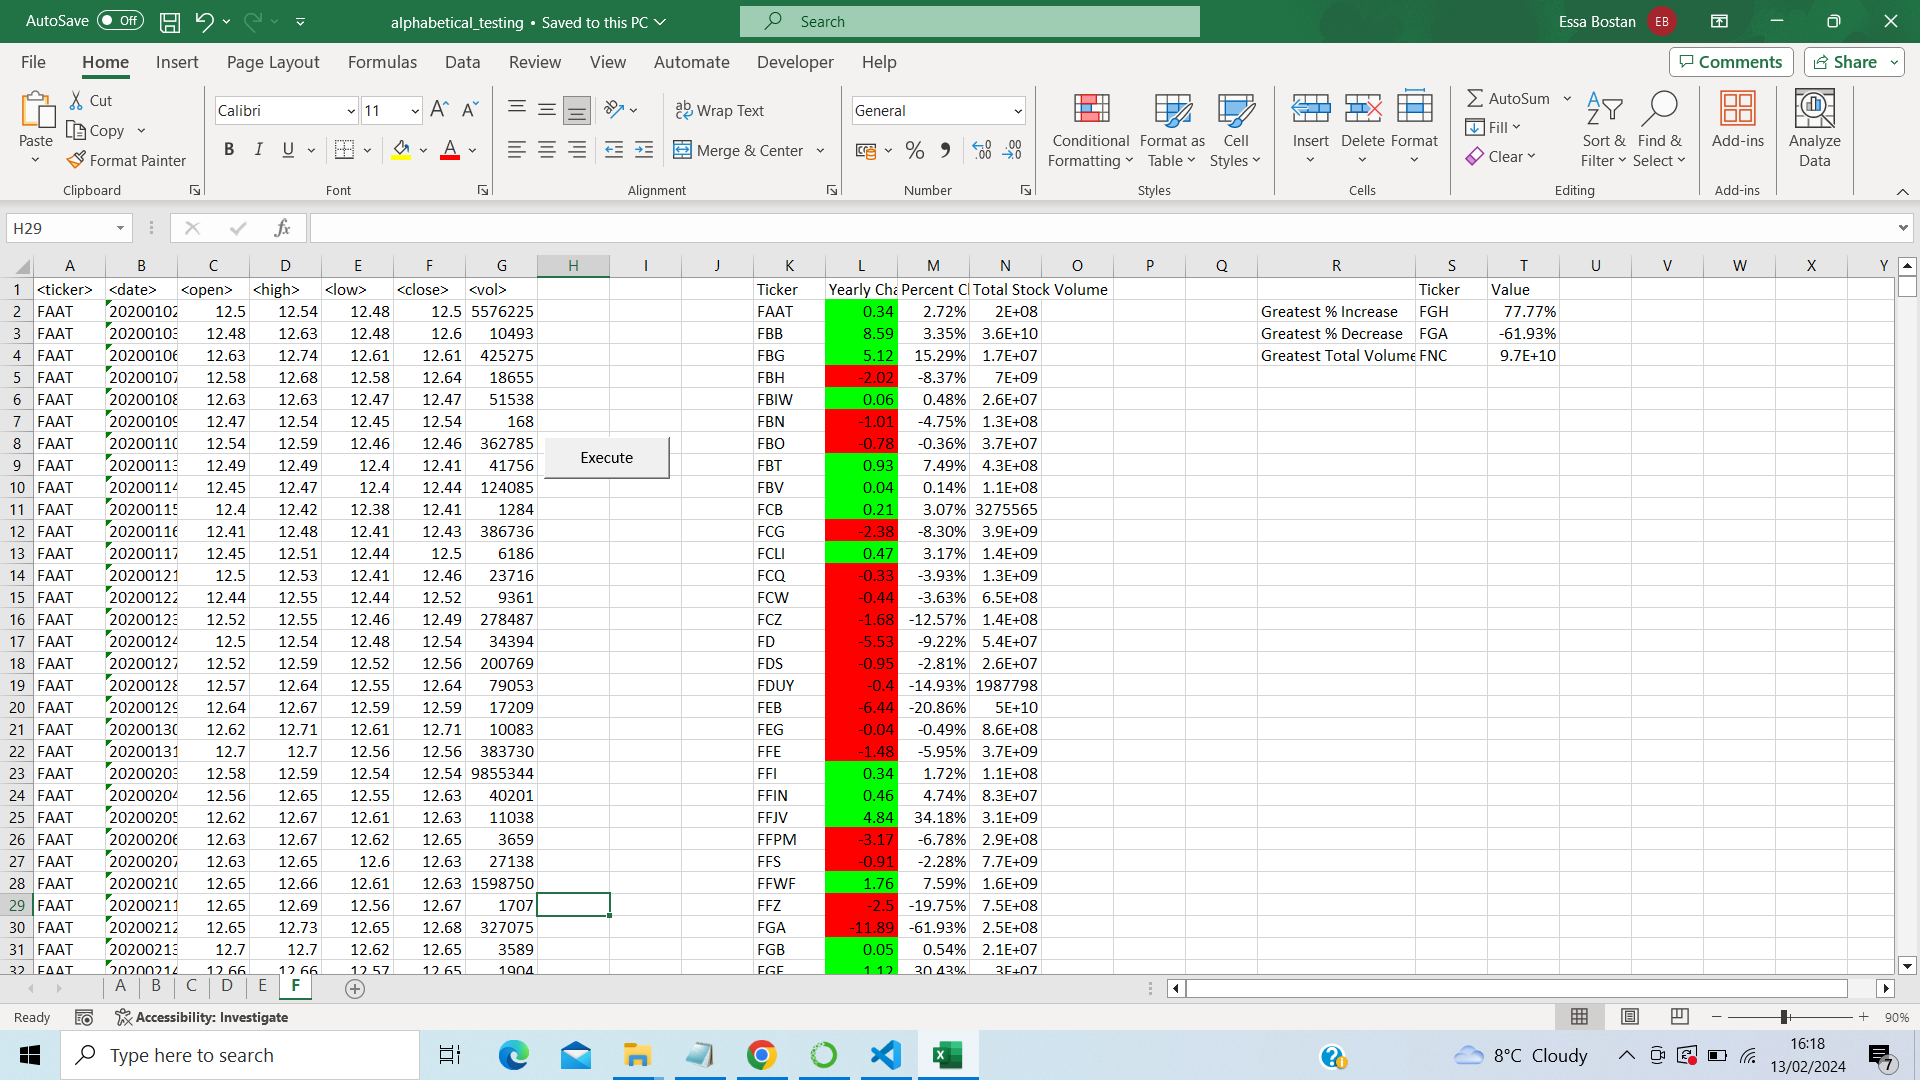 AutoSave Off alphabetical_testing • Saved to this PC Search Essa Bostan EB
File Home Insert Page Layout Formulas Data Review View Automate Developer Help Comments Share
Paste Cut Copy Format Painter Clipboard
Calibri 11 B I U A Font
Wrap Text Merge & Center Alignment
General % Number
Conditional Formatting Format as Table Cell Styles Styles
Insert Delete Format Cells
AutoSum Fill Clear Sort & Filter Find & Select Editing
Add-ins Add-ins
Analyze Data
H29 fx
A B C D E F G H I J K L M N O P Q R S T U V W X Y
1 <ticker> <date> <open> <high> <low> <close> <vol> Ticker Yearly Cha Percent Cl Total Stock Volume Ticker Value
2 FAAT 20200102 12.5 12.54 12.48 12.5 5576225 FAAT 0.34 2.72% 2E+08 Greatest % Increase FGH 77.77%
3 FAAT 20200103 12.48 12.63 12.48 12.6 10493 FBB 8.59 3.35% 3.6E+10 Greatest % Decrease FGA -61.93%
4 FAAT 20200106 12.63 12.74 12.61 12.61 425275 FBG 5.12 15.29% 1.7E+07 Greatest Total Volume FNC 9.7E+10
5 FAAT 20200107 12.58 12.68 12.58 12.64 18655 FBH -2.02 -8.37% 7E+09
6 FAAT 20200108 12.63 12.63 12.47 12.47 51538 FBIW 0.06 0.48% 2.6E+07
7 FAAT 20200109 12.47 12.54 12.45 12.54 168 FBN -1.01 -4.75% 1.3E+08
8 FAAT 20200110 12.54 12.59 12.46 12.46 362785 FBO -0.78 -0.36% 3.7E+07
Execute
9 FAAT 20200113 12.49 12.49 12.4 12.41 41756 FBT 0.93 7.49% 4.3E+08
10 FAAT 20200114 12.45 12.47 12.4 12.44 124085 FBV 0.04 0.14% 1.1E+08
11 FAAT 20200115 12.4 12.42 12.38 12.41 1284 FCB 0.21 3.07% 3275565
12 FAAT 20200116 12.41 12.48 12.41 12.43 386736 FCG -2.38 -8.30% 3.9E+09
13 FAAT 20200117 12.45 12.51 12.44 12.5 6186 FCLI 0.47 3.17% 1.4E+09
14 FAAT 20200121 12.5 12.53 12.41 12.46 23716 FCQ -0.33 -3.93% 1.3E+09
15 FAAT 20200122 12.44 12.55 12.44 12.52 9361 FCW -0.44 -3.63% 6.5E+08
16 FAAT 20200123 12.52 12.55 12.46 12.49 278487 FCZ -1.68 -12.57% 1.4E+08
17 FAAT 20200124 12.5 12.54 12.48 12.54 34394 FD -5.53 -9.22% 5.4E+07
18 FAAT 20200127 12.52 12.59 12.52 12.56 200769 FDS -0.95 -2.81% 2.6E+07
19 FAAT 20200128 12.57 12.64 12.55 12.64 79053 FDUY -0.4 -14.93% 1987798
20 FAAT 20200129 12.64 12.67 12.59 12.59 17209 FEB -6.44 -20.86% 5E+10
21 FAAT 20200130 12.62 12.71 12.61 12.71 10083 FEG -0.04 -0.49% 8.6E+08
22 FAAT 20200131 12.7 12.7 12.56 12.56 383730 FFE -1.48 -5.95% 3.7E+09
23 FAAT 20200203 12.58 12.59 12.54 12.54 9855344 FFI 0.34 1.72% 1.1E+08
24 FAAT 20200204 12.56 12.65 12.55 12.63 40201 FFIN 0.46 4.74% 8.3E+07
25 FAAT 20200205 12.62 12.67 12.61 12.63 11038 FFJV 4.84 34.18% 3.1E+09
26 FAAT 20200206 12.63 12.67 12.62 12.65 3659 FFPM -3.17 -6.78% 2.9E+08
27 FAAT 20200207 12.63 12.65 12.6 12.63 27138 FFS -0.91 -2.28% 7.7E+09
28 FAAT 20200210 12.65 12.66 12.61 12.63 1598750 FFWF 1.76 7.59% 1.6E+09
29 FAAT 20200211 12.65 12.69 12.56 12.67 1707 FFZ -2.5 -19.75% 7.5E+08
30 FAAT 20200212 12.65 12.73 12.65 12.68 327075 FGA -11.89 -61.93% 2.5E+08
31 FAAT 20200213 12.7 12.7 12.62 12.65 3589 FGB 0.05 0.54% 2.1E+07
32 FAAT 20200214 12.66 12.66 12.57 12.65 1904 1.12 30.43% 3E+07
A B C D E F
Ready Accessibility: Investigate 90%
Type here to search 8°C Cloudy 16:18
13/02/2024 7